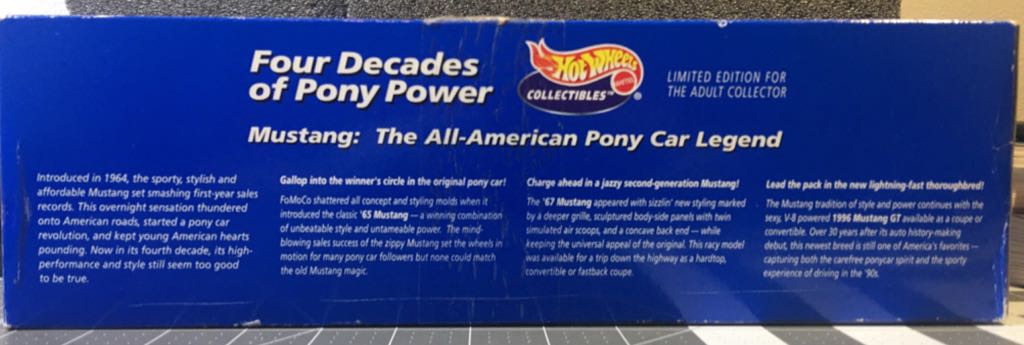 Four Decades
of Pony Power
HOT WHEELS
MATTEL
COLLECTIBLES™
®
LIMITED EDITION FOR
THE ADULT COLLECTOR
Mustang: The All-American Pony Car Legend
Introduced in 1964, the sporty, stylish and
affordable Mustang set smashing first-year sales
records. This overnight sensation thundered
onto American roads, started a pony car
revolution, and kept young American hearts
pounding. Now in its fourth decade, its high-
performance and style still seem too good
to be true.
Gallop into the winner's circle in the original pony car!
FoMoCo shattered all concept and styling molds when it
introduced the classic '65 Mustang — a winning combination
of unbeatable style and untameable power. The mind-
blowing sales success of the zippy Mustang set the wheels in
motion for many pony car followers but none could match
the old Mustang magic.
Charge ahead in a jazzy second-generation Mustang!
The '67 Mustang appeared with sizzlin' new styling marked
by a deeper grille, sculptured body-side panels with twin
simulated air scoops, and a concave back end — while
keeping the universal appeal of the original. This racy model
was available for a trip down the highway as a hardtop,
convertible or fastback coupe.
Lead the pack in the new lightning-fast thoroughbred!
The Mustang tradition of style and power continues with the
sexy, V-8 powered 1996 Mustang GT available as a coupe or
convertible. Over 30 years after its auto history-making
debut, this newest breed is still one of America's favorites —
capturing both the carefree ponycar spirit and the sporty
experience of driving in the '90s.